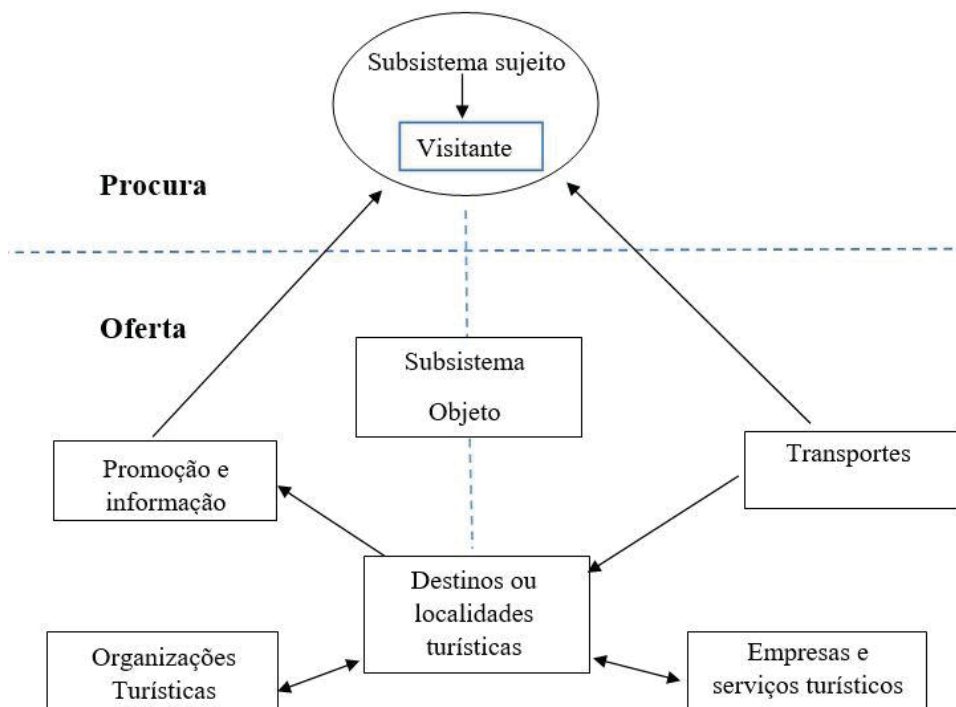 Subsistema sujeito
Visitante
Procura
Oferta
Subsistema
Objeto
Promoção e
informação
Transportes
Destinos ou
localidades
turísticas
Organizações
Turísticas
Empresas e
serviços turísticos